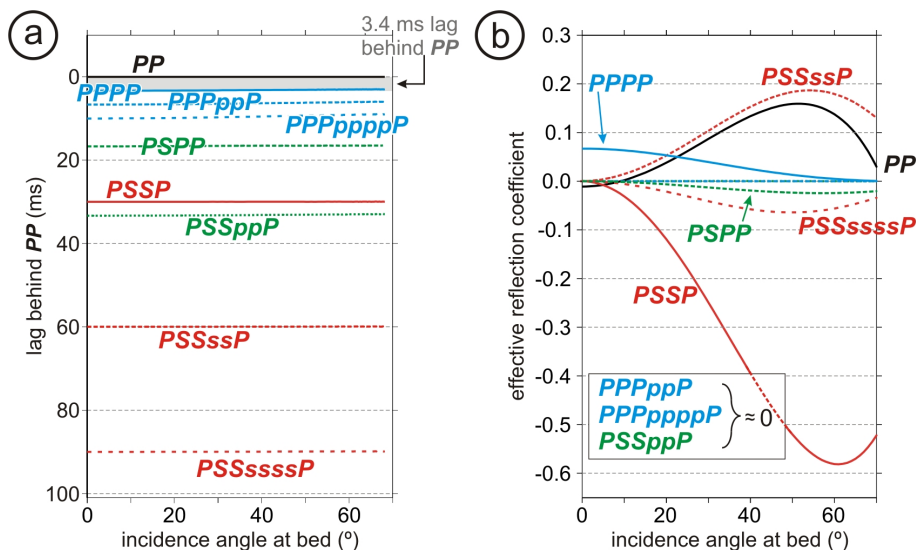 a
3.4 ms lag
behind PP
PP
PPPP
PPPppP
PPPppppP
PSPP
PSSP
PSSppP
PSSssP
PSSssssP
0
20
40
60
80
100
lag behind PP (ms)
0 20 40 60
incidence angle at bed (º)
b
0.3
0.2
0.1
0.0
-0.1
-0.2
-0.3
-0.4
-0.5
-0.6
effective reflection coefficient
PSSssP
PPPP
PP
PSPP
PSSssssP
PSSP
PPPppP
PPPppppP
PSSppP
≈ 0
0 20 40 60
incidence angle at bed (º)